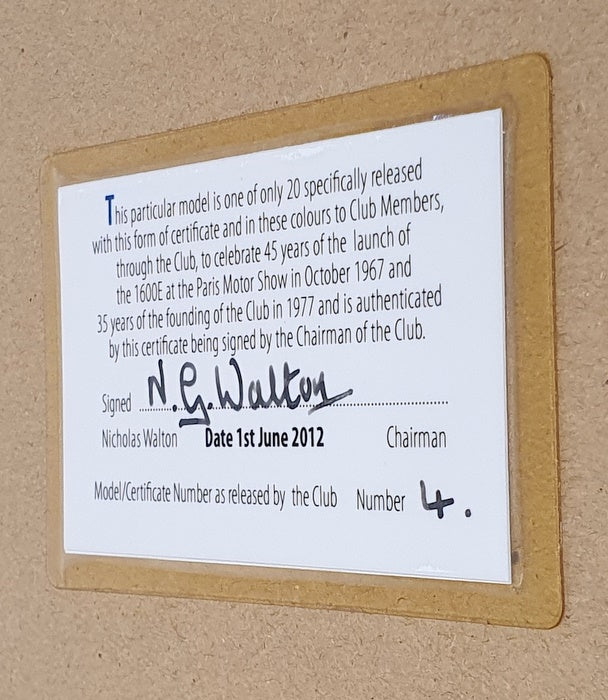 This particular model is one of only 20 specifically released
with this form of certificate and in these colours to Club Members,
through the Club, to celebrate 45 years of the launch of
the 1600E at the Paris Motor Show in October 1967 and
35 years of the founding of the Club in 1977 and is authenticated
by this certificate being signed by the Chairman of the Club.
Signed N.G.Walton
Nicholas Walton Date 1st June 2012 Chairman
Model/Certificate Number as released by the Club Number 4.